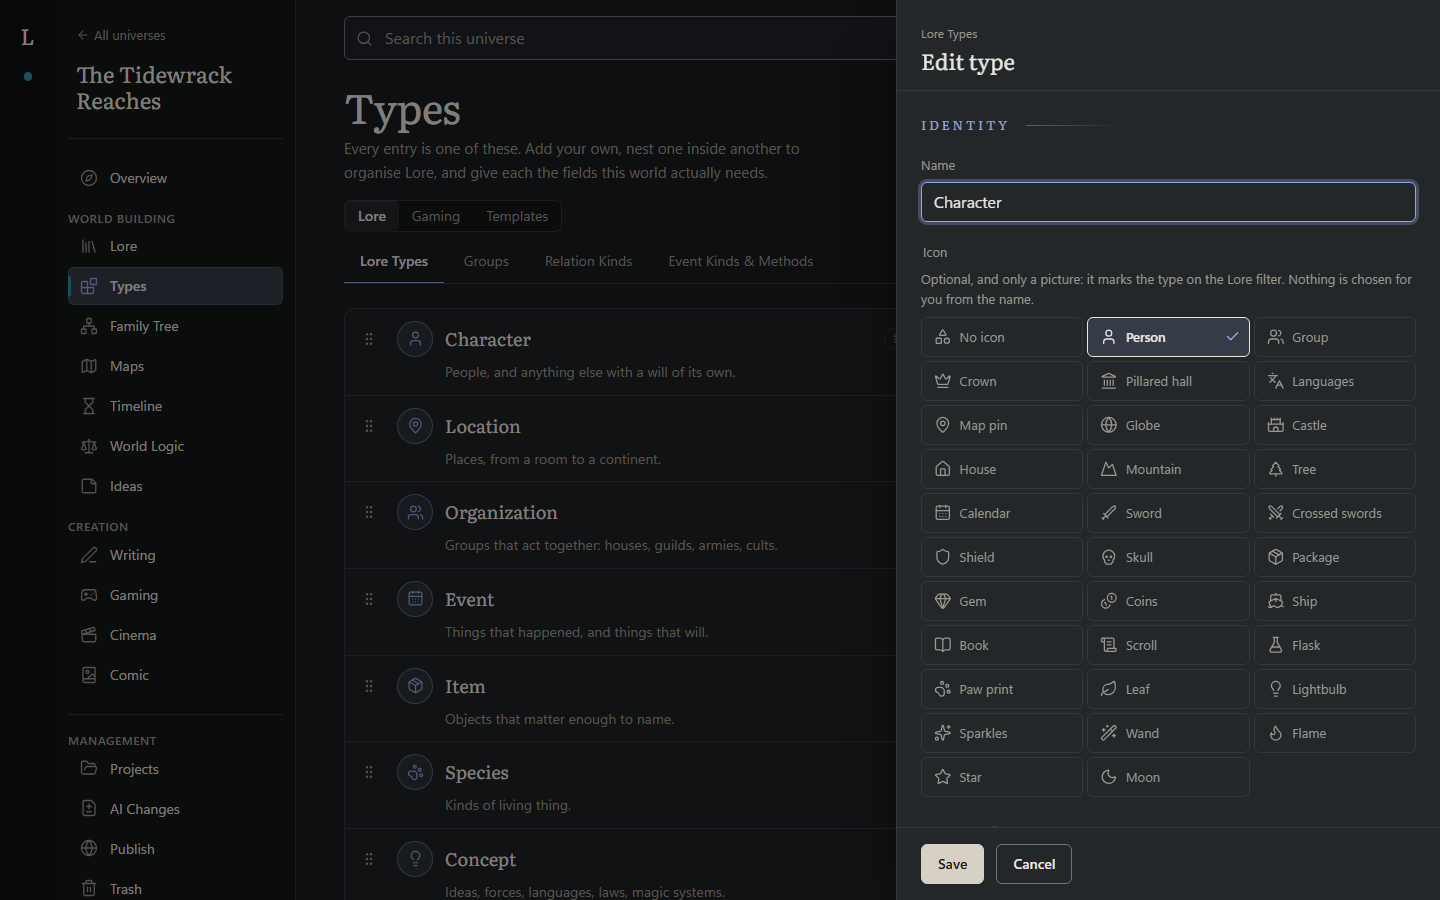 L
All universes
The Tidewrack
Reaches
Overview
WORLD BUILDING
Lore
Types
Family Tree
Maps
Timeline
World Logic
Ideas
CREATION
Writing
Gaming
Cinema
Comic
MANAGEMENT
Projects
AI Changes
Publish
Trash
Search this universe
Types
Every entry is one of these. Add your own, nest one inside another to
organise Lore, and give each the fields this world actually needs.
Lore Gaming Templates
Lore Types Groups Relation Kinds Event Kinds & Methods
Character
People, and anything else with a will of its own.
Location
Places, from a room to a continent.
Organization
Groups that act together: houses, guilds, armies, cults.
Event
Things that happened, and things that will.
Item
Objects that matter enough to name.
Species
Kinds of living thing.
Concept
Ideas, forces, languages, laws, magic systems.
Lore Types
Edit type
IDENTITY
Name
Character
Icon
Optional, and only a picture: it marks the type on the Lore filter. Nothing is chosen for
you from the name.
No icon Person Group
Crown Pillared hall Languages
Map pin Globe Castle
House Mountain Tree
Calendar Sword Crossed swords
Shield Skull Package
Gem Coins Ship
Book Scroll Flask
Paw print Leaf Lightbulb
Sparkles Wand Flame
Star Moon
Save Cancel